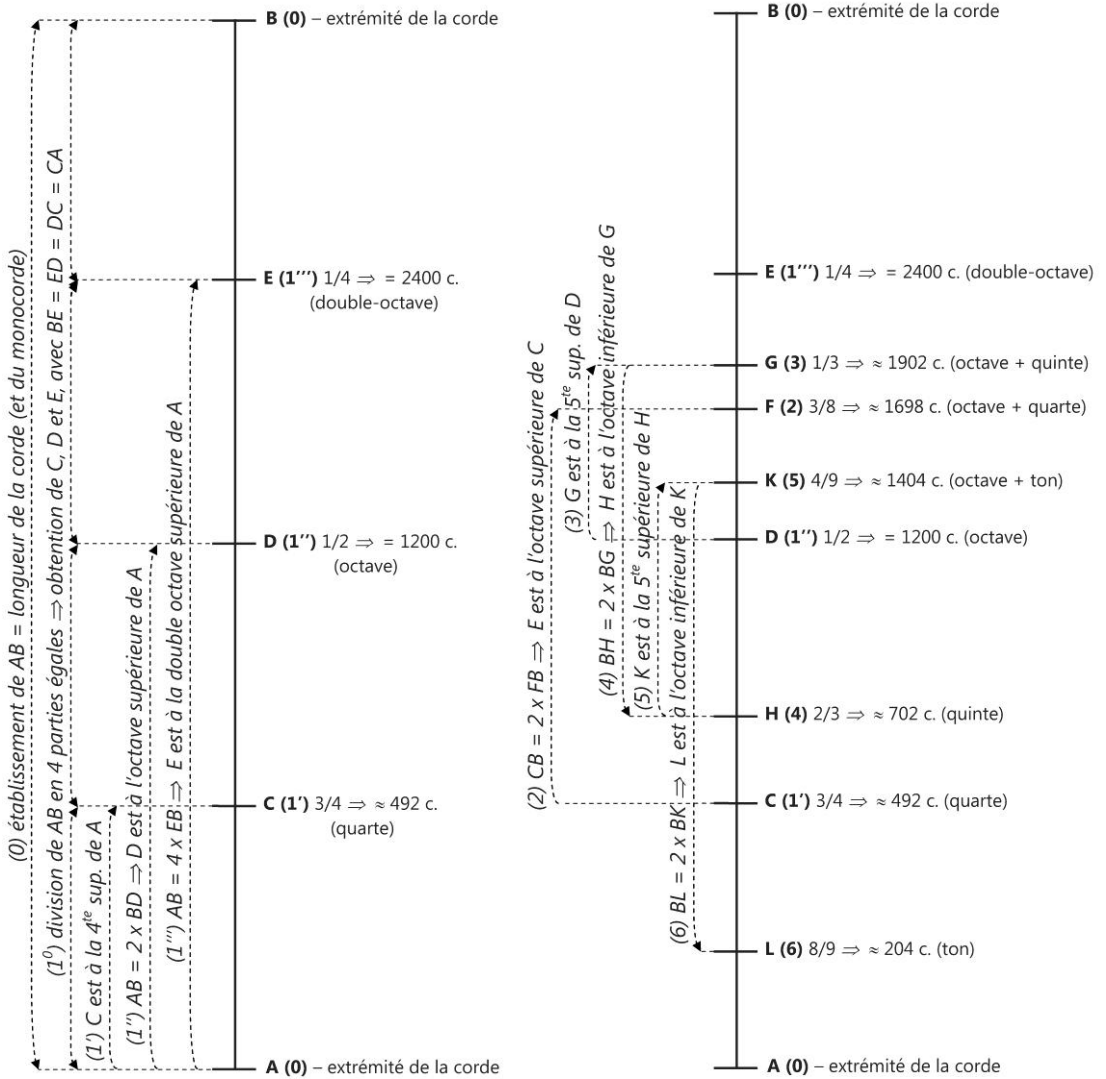 B (0) – extrémité de la corde
(0) établissement de AB = longueur de la corde (et du monocorde)
(1⁰) division de AB en 4 parties égales ⇒ obtention de C, D et E, avec BE = ED = DC = CA
(1') C est à la 4te sup. de A
(1'') AB = 2 x BD ⇒ D est à l'octave supérieure de A
(1''') AB = 4 x EB ⇒ E est à la double octave supérieure de A
E (1''') 1/4 ⇒ = 2400 c.
(double-octave)
D (1'') 1/2 ⇒ = 1200 c.
(octave)
C (1') 3/4 ⇒ ≈ 492 c.
(quarte)
A (0) – extrémité de la corde
B (0) – extrémité de la corde
(2) CB = 2 x FB ⇒ E est à l'octave supérieure de C
(3) G est à la 5te sup. de D
(4) BH = 2 x BG ⇒ H est à l'octave inférieure de G
(5) K est à la 5te supérieure de H
(6) BL = 2 x BK ⇒ L est à l'octave inférieure de K
E (1''') 1/4 ⇒ = 2400 c. (double-octave)
G (3) 1/3 ⇒ ≈ 1902 c. (octave + quinte)
F (2) 3/8 ⇒ ≈ 1698 c. (octave + quarte)
K (5) 4/9 ⇒ ≈ 1404 c. (octave + ton)
D (1'') 1/2 ⇒ = 1200 c. (octave)
H (4) 2/3 ⇒ ≈ 702 c. (quinte)
C (1') 3/4 ⇒ ≈ 492 c. (quarte)
L (6) 8/9 ⇒ ≈ 204 c. (ton)
A (0) – extrémité de la corde